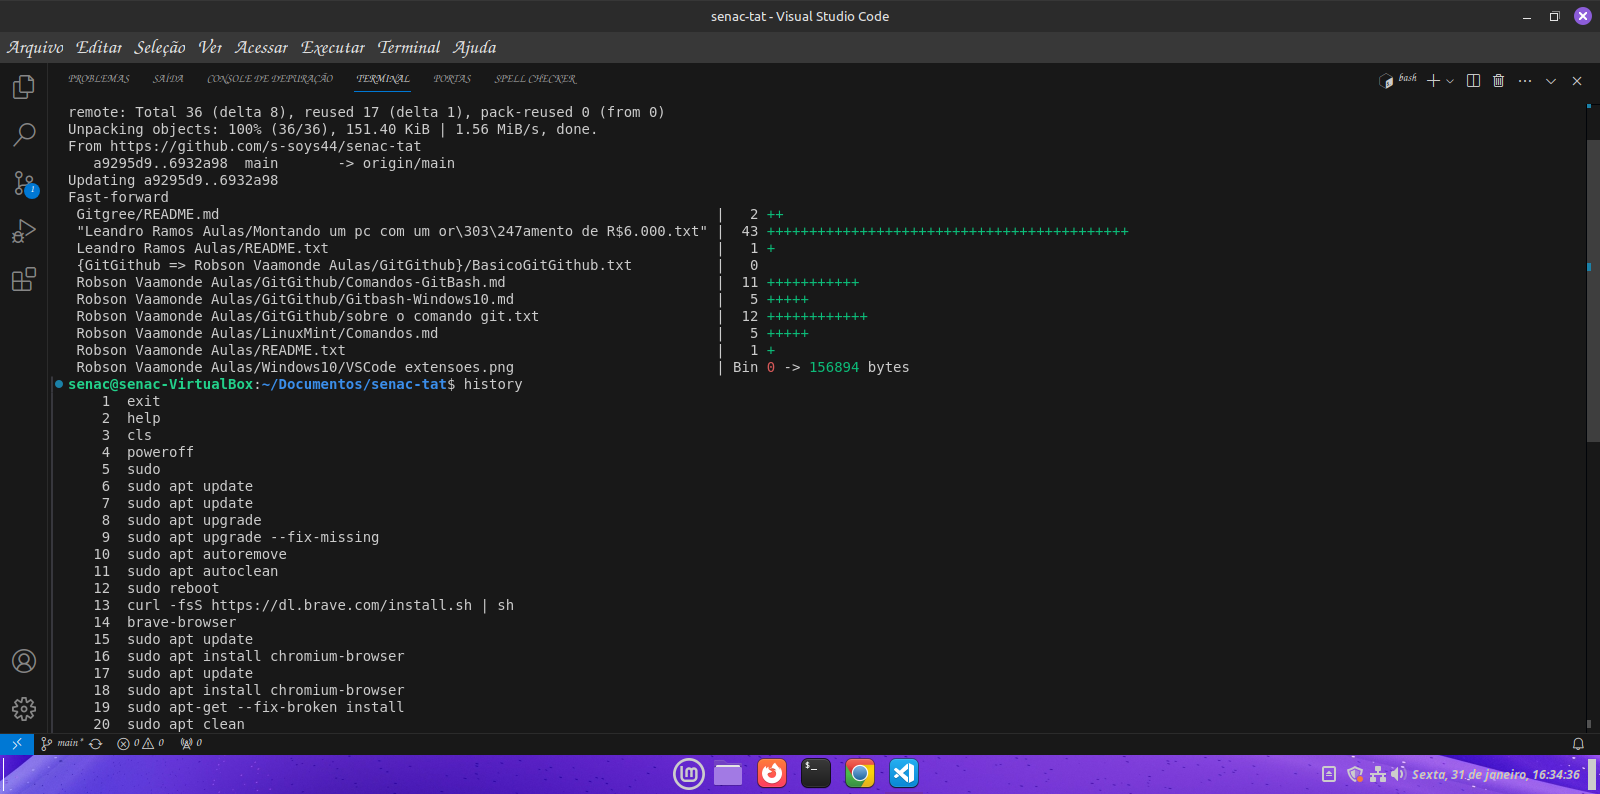 senac-tat - Visual Studio Code
Arquivo Editar Seleção Ver Acessar Executar Terminal Ajuda
PROBLEMAS SAÍDA CONSOLE DE DEPURAÇÃO TERMINAL PORTAS SPELL CHECKER bash
remote: Total 36 (delta 8), reused 17 (delta 1), pack-reused 0 (from 0)
Unpacking objects: 100% (36/36), 151.40 KiB | 1.56 MiB/s, done.
From https://github.com/s-soys44/senac-tat
a9295d9..6932a98 main -> origin/main
Updating a9295d9..6932a98
Fast-forward
Gitgree/README.md | 2 ++
"Leandro Ramos Aulas/Montando um pc com um or\303\247amento de R$6.000.txt" | 43 +++++++++++++++++++++++++++++++++++++++++++
Leandro Ramos Aulas/README.txt | 1 +
{GitGithub => Robson Vaamonde Aulas/GitGithub}/BasicoGitGithub.txt | 0
Robson Vaamonde Aulas/GitGithub/Comandos-GitBash.md | 11 +++++++++++
Robson Vaamonde Aulas/GitGithub/Gitbash-Windows10.md | 5 +++++
Robson Vaamonde Aulas/GitGithub/sobre o comando git.txt | 12 ++++++++++++
Robson Vaamonde Aulas/LinuxMint/Comandos.md | 5 +++++
Robson Vaamonde Aulas/README.txt | 1 +
Robson Vaamonde Aulas/Windows10/VSCode extensoes.png | Bin 0 -> 156894 bytes
senac@senac-VirtualBox:~/Documentos/senac-tat$ history
1 exit
2 help
3 cls
4 poweroff
5 sudo
6 sudo apt update
7 sudo apt update
8 sudo apt upgrade
9 sudo apt upgrade --fix-missing
10 sudo apt autoremove
11 sudo apt autoclean
12 sudo reboot
13 curl -fsS https://dl.brave.com/install.sh | sh
14 brave-browser
15 sudo apt update
16 sudo apt install chromium-browser
17 sudo apt update
18 sudo apt install chromium-browser
19 sudo apt-get --fix-broken install
20 sudo apt clean
1
main* 0 0 0
Sexta, 31 de janeiro, 16:34:36